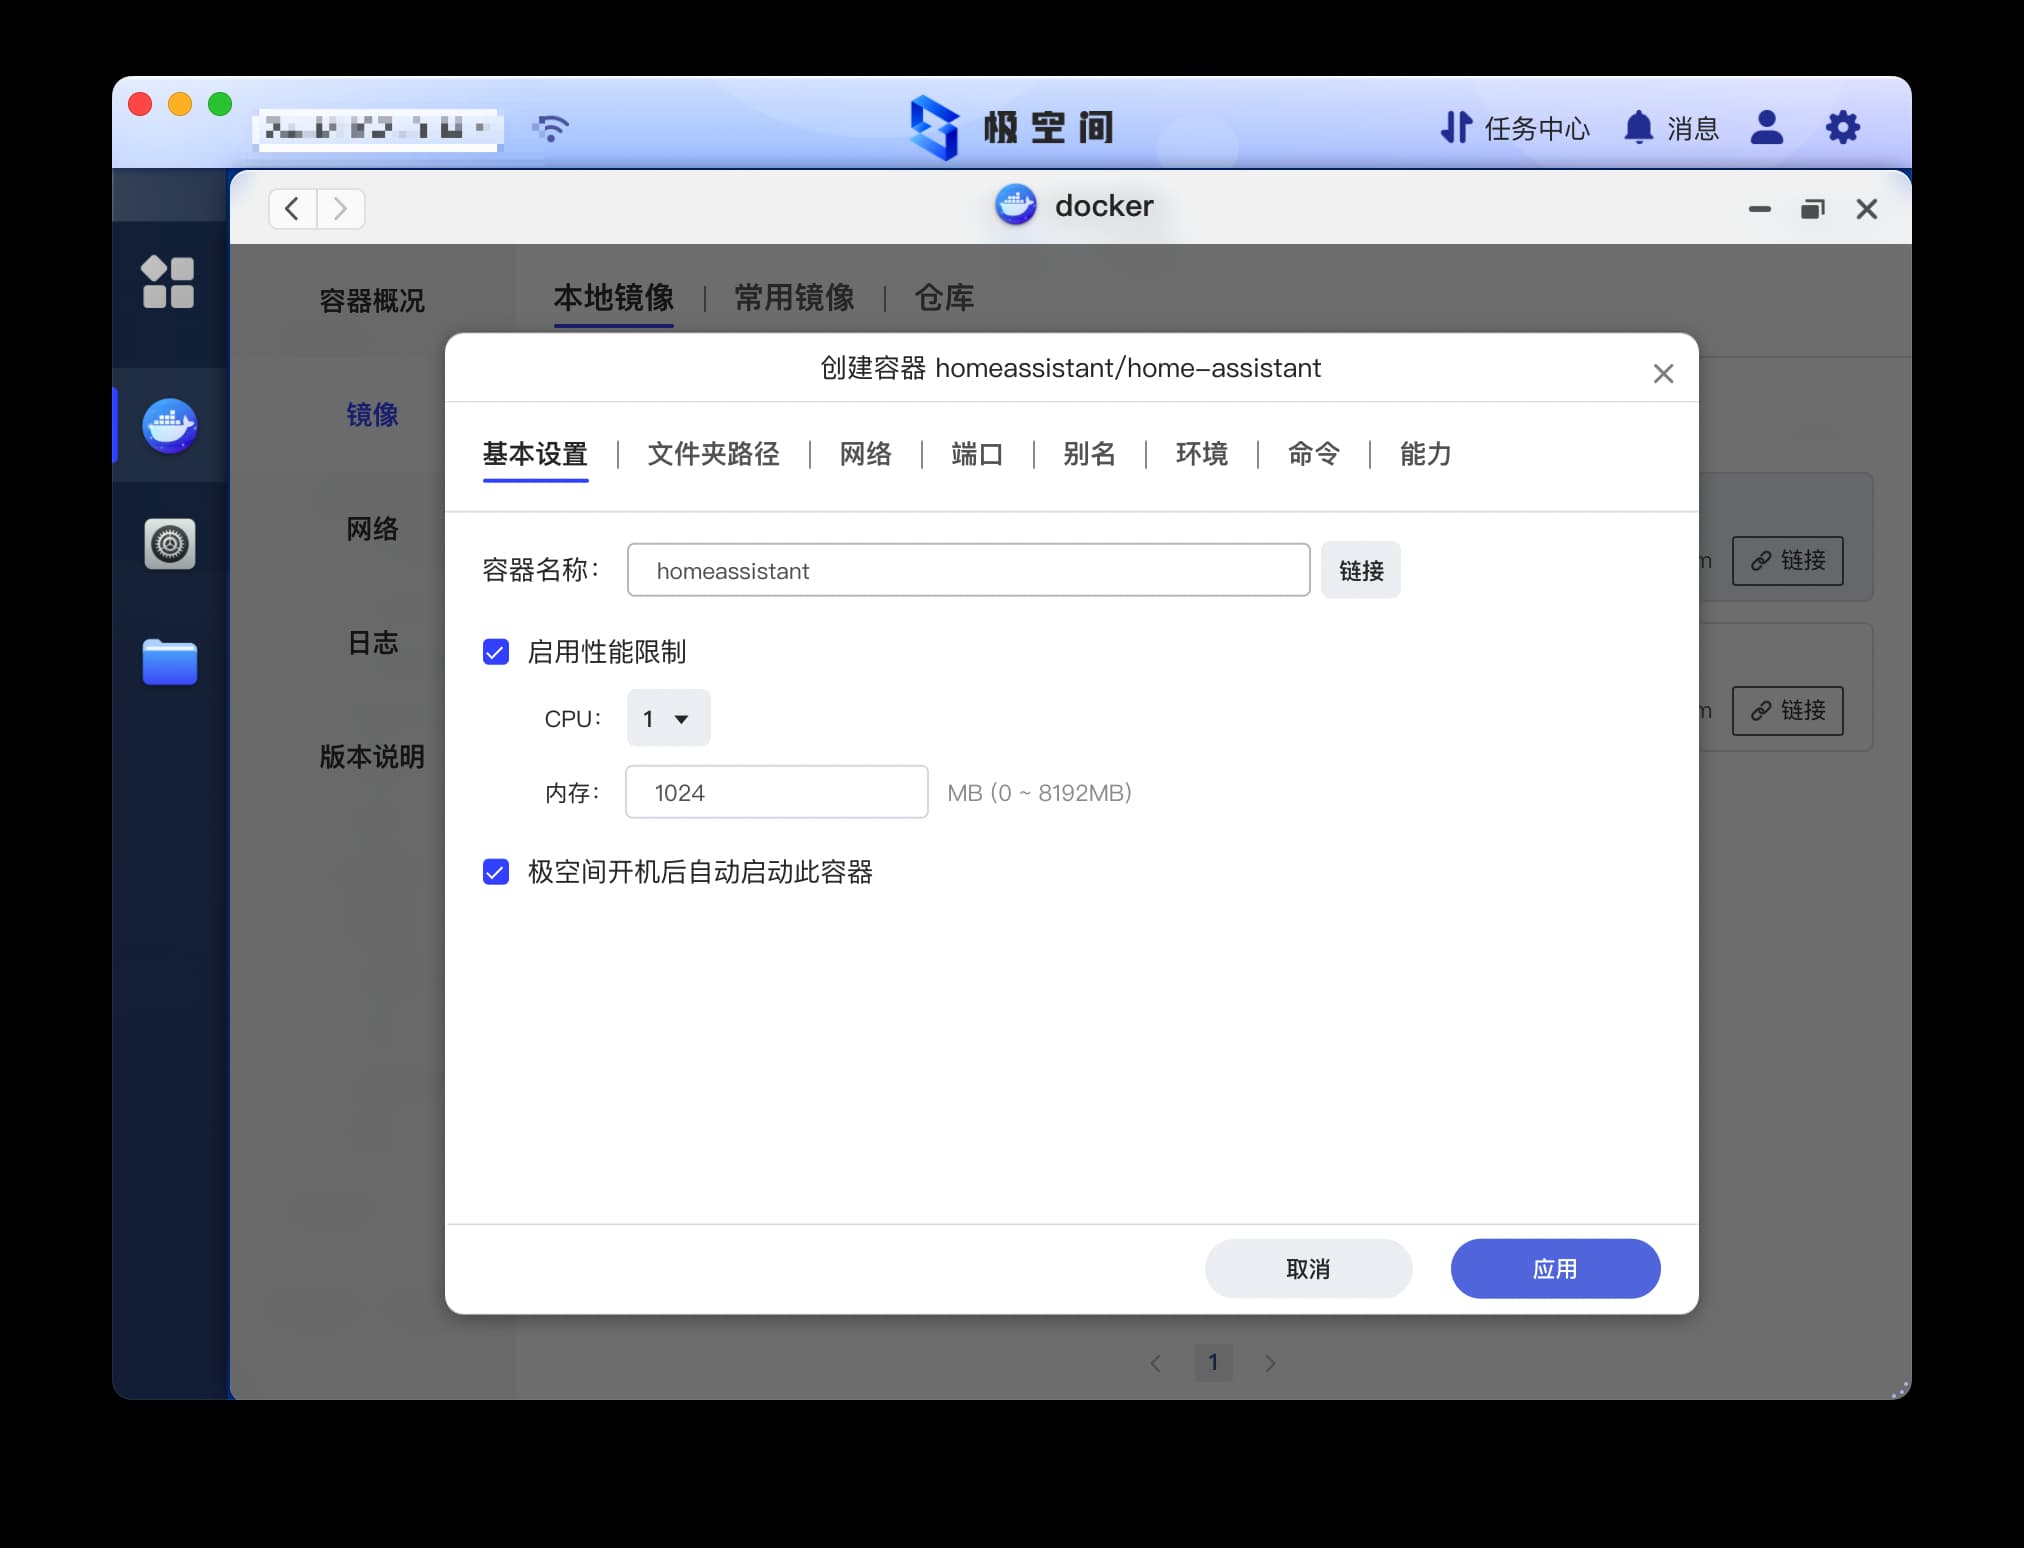 极空间
任务中心
消息
docker
容器概况
镜像
网络
日志
版本说明
本地镜像 | 常用镜像 | 仓库
创建容器 homeassistant/home-assistant
基本设置 | 文件夹路径 | 网络 | 端口 | 别名 | 环境 | 命令 | 能力
容器名称： homeassistant 链接
启用性能限制
CPU： 1
内存： 1024 MB (0 ~ 8192MB)
极空间开机后自动启动此容器
链接
链接
取消 应用
1